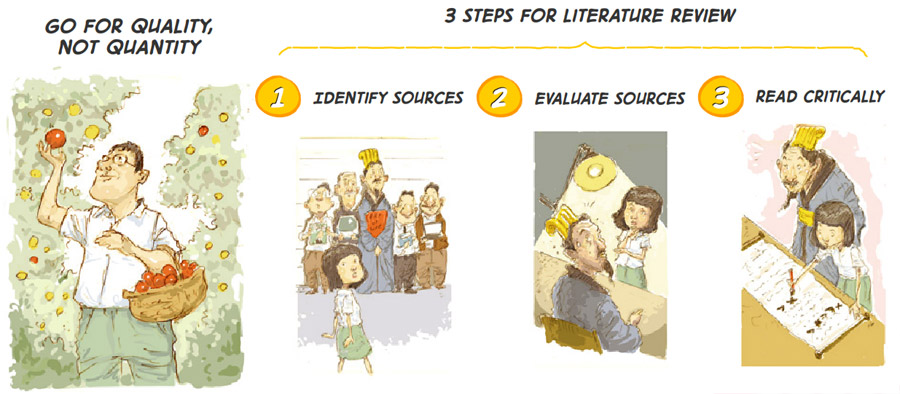 GO FOR QUALITY,
NOT QUANTITY
3 STEPS FOR LITERATURE REVIEW
1 IDENTIFY SOURCES
2 EVALUATE SOURCES
3 READ CRITICALLY